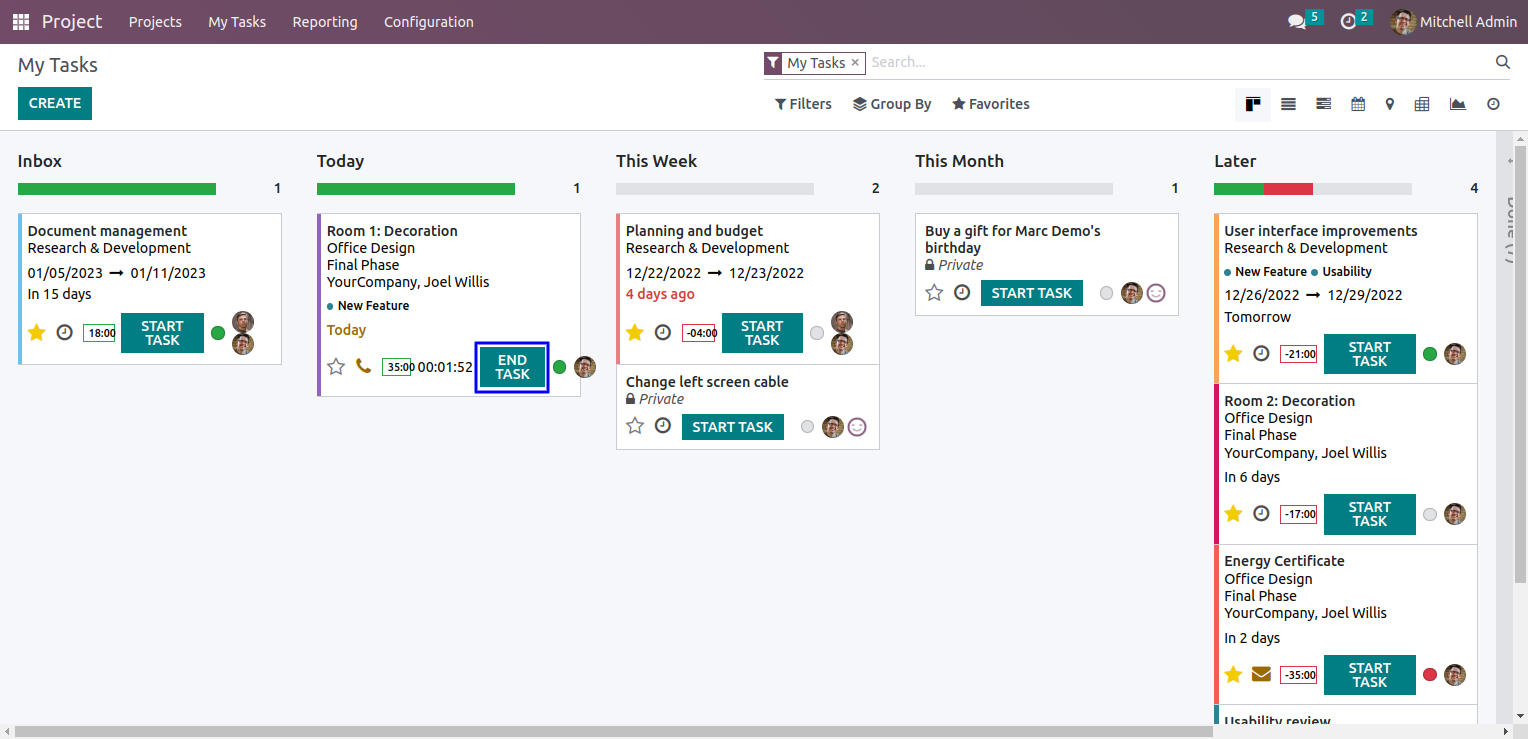 Project Projects My Tasks Reporting Configuration 5 2 Mitchell Admin
My Tasks
My Tasks × Search...
CREATE
Filters Group By Favorites
Inbox
1
Document management
Research & Development
01/05/2023 → 01/11/2023
In 15 days
18:00 START TASK
Today
1
Room 1: Decoration
Office Design
Final Phase
YourCompany, Joel Willis
New Feature
Today
35:00 00:01:52 END TASK
This Week
2
Planning and budget
Research & Development
12/22/2022 → 12/23/2022
4 days ago
-04:00 START TASK
Change left screen cable
Private
START TASK
This Month
1
Buy a gift for Marc Demo's
birthday
Private
START TASK
Later
4
User interface improvements
Research & Development
New Feature Usability
12/26/2022 → 12/29/2022
Tomorrow
-21:00 START TASK
Room 2: Decoration
Office Design
Final Phase
YourCompany, Joel Willis
In 6 days
-17:00 START TASK
Energy Certificate
Office Design
Final Phase
YourCompany, Joel Willis
In 2 days
-35:00 START TASK
Usability review